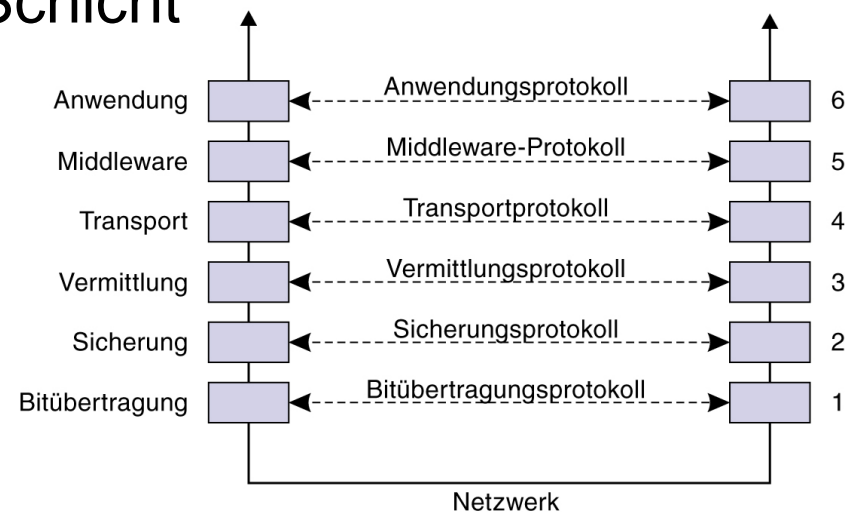 Schicht
Anwendung Anwendungsprotokoll 6
Middleware Middleware-Protokoll 5
Transport Transportprotokoll 4
Vermittlung Vermittlungsprotokoll 3
Sicherung Sicherungsprotokoll 2
Bitübertragung Bitübertragungsprotokoll 1
Netzwerk